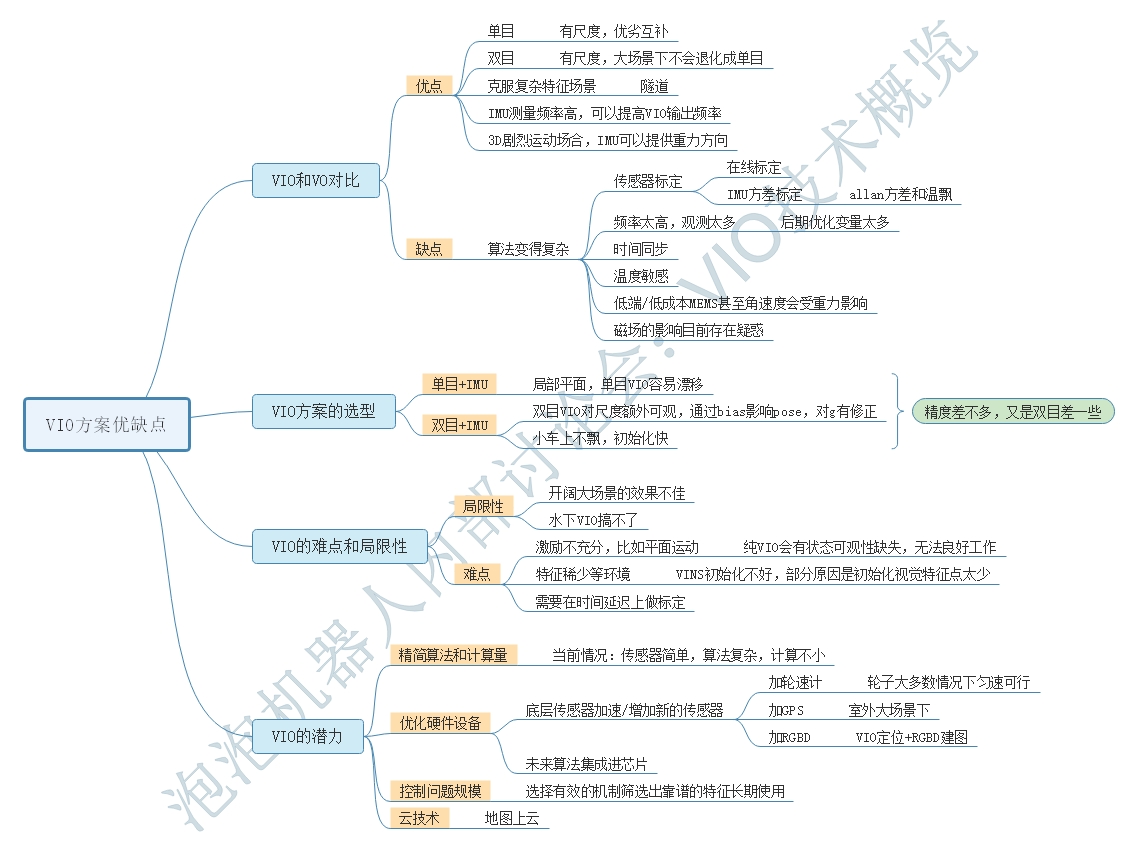 VIO方案优缺点
VIO和VO对比
优点
单目 有尺度，优劣互补
双目 有尺度，大场景下不会退化成单目
克服复杂特征场景 隧道
IMU测量频率高，可以提高VIO输出频率
3D剧烈运动场合，IMU可以提供重力方向
缺点
算法变得复杂
传感器标定
在线标定
IMU方差标定 allan方差和温飘
频率太高，观测太多 后期优化变量太多
时间同步
温度敏感
低端/低成本MEMS甚至角速度会受重力影响
磁场的影响目前存在疑惑
VIO方案的选型
单目+IMU
局部平面，单目VIO容易漂移
双目+IMU
双目VIO对尺度额外可观，通过bias影响pose，对g有修正
小车上不飘，初始化快
精度差不多，又是双目差一些
VIO的难点和局限性
局限性
开阔大场景的效果不佳
水下VIO搞不了
难点
激励不充分，比如平面运动 纯VIO会有状态可观性缺失，无法良好工作
特征稀少等环境 VINS初始化不好，部分原因是初始化视觉特征点太少
需要在时间延迟上做标定
VIO的潜力
精简算法和计算量 当前情况：传感器简单，算法复杂，计算不小
优化硬件设备
底层传感器加速/增加新的传感器
加轮速计 轮子大多数情况下匀速可行
加GPS 室外大场景下
加RGBD VIO定位+RGBD建图
未来算法集成进芯片
控制问题规模 选择有效的机制筛选出靠谱的特征长期使用
云技术 地图上云
泡泡机器人内部讨论会：VIO技术概览